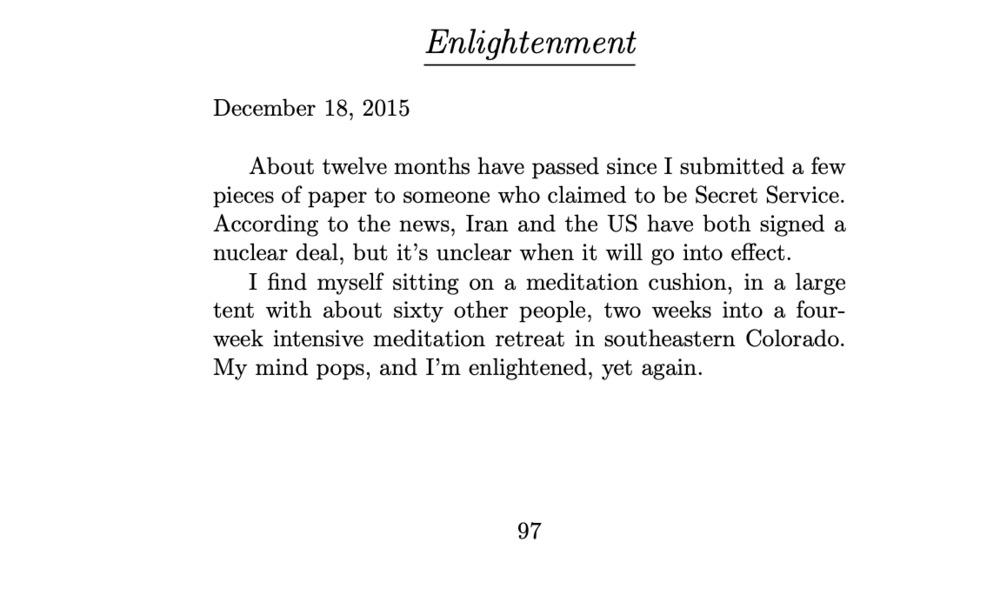 Enlightenment
December 18, 2015
About twelve months have passed since I submitted a few
pieces of paper to someone who claimed to be Secret Service.
According to the news, Iran and the US have both signed a
nuclear deal, but it’s unclear when it will go into effect.
I find myself sitting on a meditation cushion, in a large
tent with about sixty other people, two weeks into a four-
week intensive meditation retreat in southeastern Colorado.
My mind pops, and I’m enlightened, yet again.
97